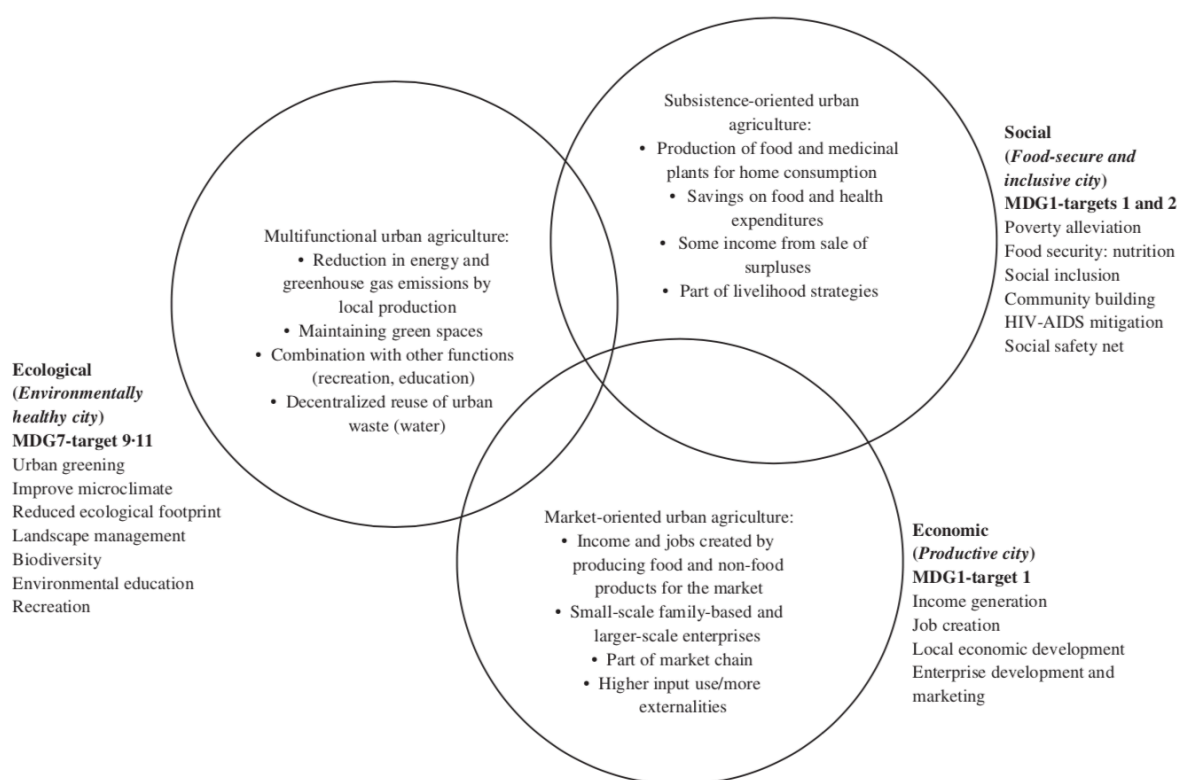 Subsistence-oriented urban
agriculture:
• Production of food and medicinal
plants for home consumption
• Savings on food and health
expenditures
• Some income from sale of
surpluses
• Part of livelihood strategies
Social
(Food-secure and
inclusive city)
MDG1-targets 1 and 2
Poverty alleviation
Food security: nutrition
Social inclusion
Community building
HIV-AIDS mitigation
Social safety net
Multifunctional urban agriculture:
• Reduction in energy and
greenhouse gas emissions by
local production
• Maintaining green spaces
• Combination with other functions
(recreation, education)
• Decentralized reuse of urban
waste (water)
Ecological
(Environmentally
healthy city)
MDG7-target 9·11
Urban greening
Improve microclimate
Reduced ecological footprint
Landscape management
Biodiversity
Environmental education
Recreation
Market-oriented urban agriculture:
• Income and jobs created by
producing food and non-food
products for the market
• Small-scale family-based and
larger-scale enterprises
• Part of market chain
• Higher input use/more
externalities
Economic
(Productive city)
MDG1-target 1
Income generation
Job creation
Local economic development
Enterprise development and
marketing